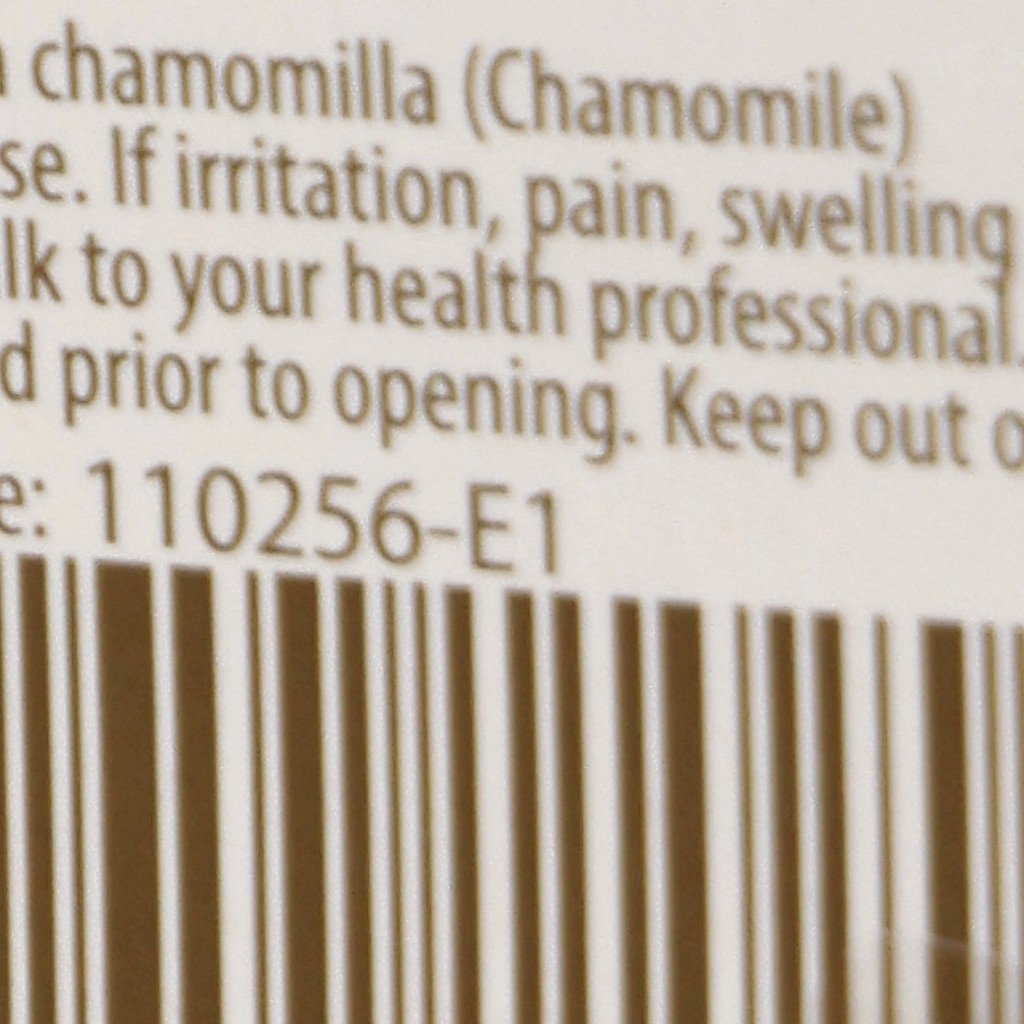 chamomilla (Chamomile)
se. If irritation, pain, swelling
lk to your health professional.
d prior to opening. Keep out o
e: 110256-E1